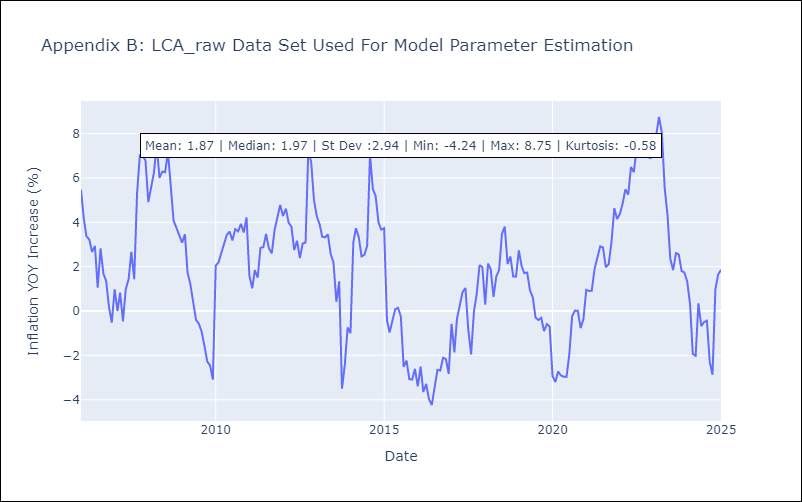 Appendix B: LCA_raw Data Set Used For Model Parameter Estimation
Mean: 1.87 | Median: 1.97 | St Dev :2.94 | Min: -4.24 | Max: 8.75 | Kurtosis: -0.58
Inflation YOY Increase (%)
8
6
4
2
0
−2
−4
2010
2015
2020
2025
Date